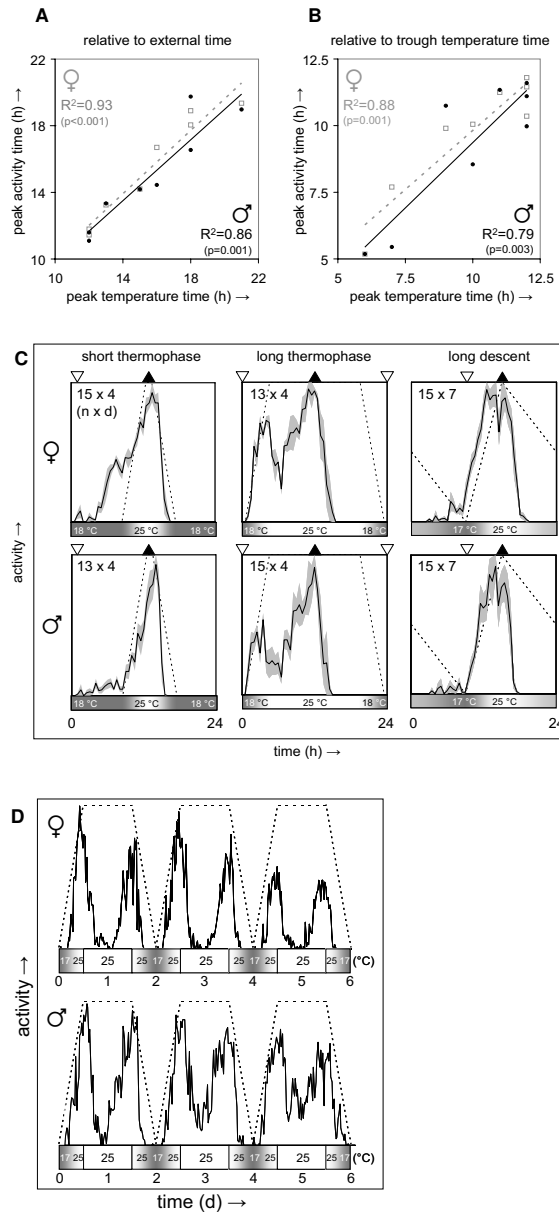 A
relative to external time
peak activity time (h) →
22
18
14
10
♀
R²=0.93
(p<0.001)
♂
R²=0.86
(p=0.001)
10 14 18 22
peak temperature time (h) →
B
relative to trough temperature time
peak activity time (h) →
12.5
10
7.5
5
♀
R²=0.88
(p=0.001)
♂
R²=0.79
(p=0.003)
5 7.5 10 12.5
peak temperature time (h) →
C
short thermophase long thermophase long descent
activity →
♀
15 x 4
(n x d)
13 x 4
15 x 7
18 °C 25 °C 18 °C
25 °C
17 °C 25 °C
♂
13 x 4
15 x 4
15 x 7
18 °C 25 °C 18 °C
25 °C
17 °C 25 °C
0 24 0 24 0 24
time (h) →
D
activity →
♀
17 25 25 25 17 25 25 25 17 25 25 25 17 (°C)
0 1 2 3 4 5 6
♂
17 25 25 25 17 25 25 25 17 25 25 25 17 (°C)
0 1 2 3 4 5 6
time (d) →